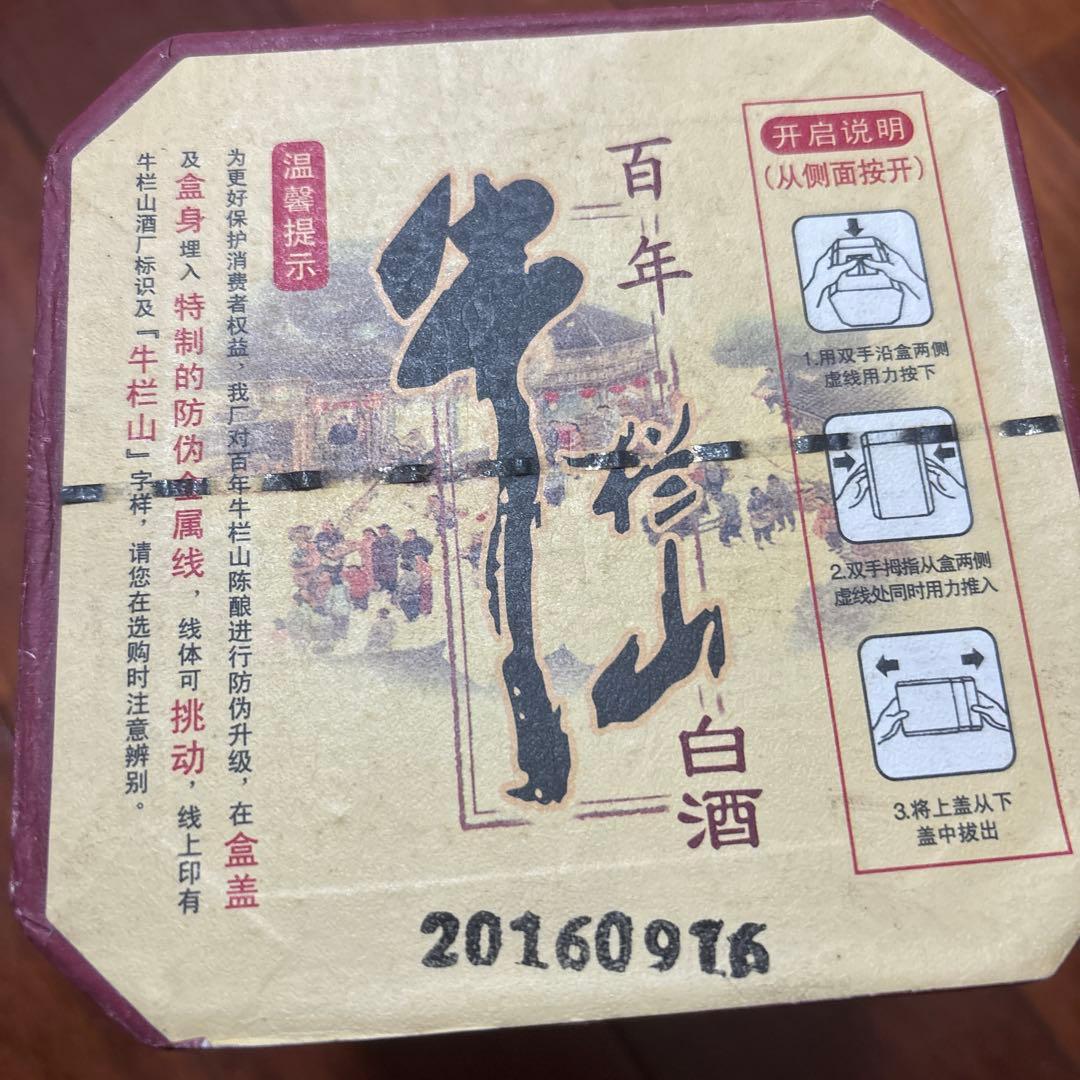 温馨提示
为更好保护消费者权益，我厂对百年牛栏山陈酿进行防伪升级，在盒盖
及盒身埋入特制的防伪金属线，线体可挑动，线上印有
牛栏山酒厂标识及『牛栏山』字样，请您在选购时注意辨别。
百年
牛栏山
白酒
开启说明
(从侧面按开)
1.用双手沿盒两侧
虚线用力按下
2.双手拇指从盒两侧
虚线处同时用力推入
3.将上盖从下
盖中拔出
20160916